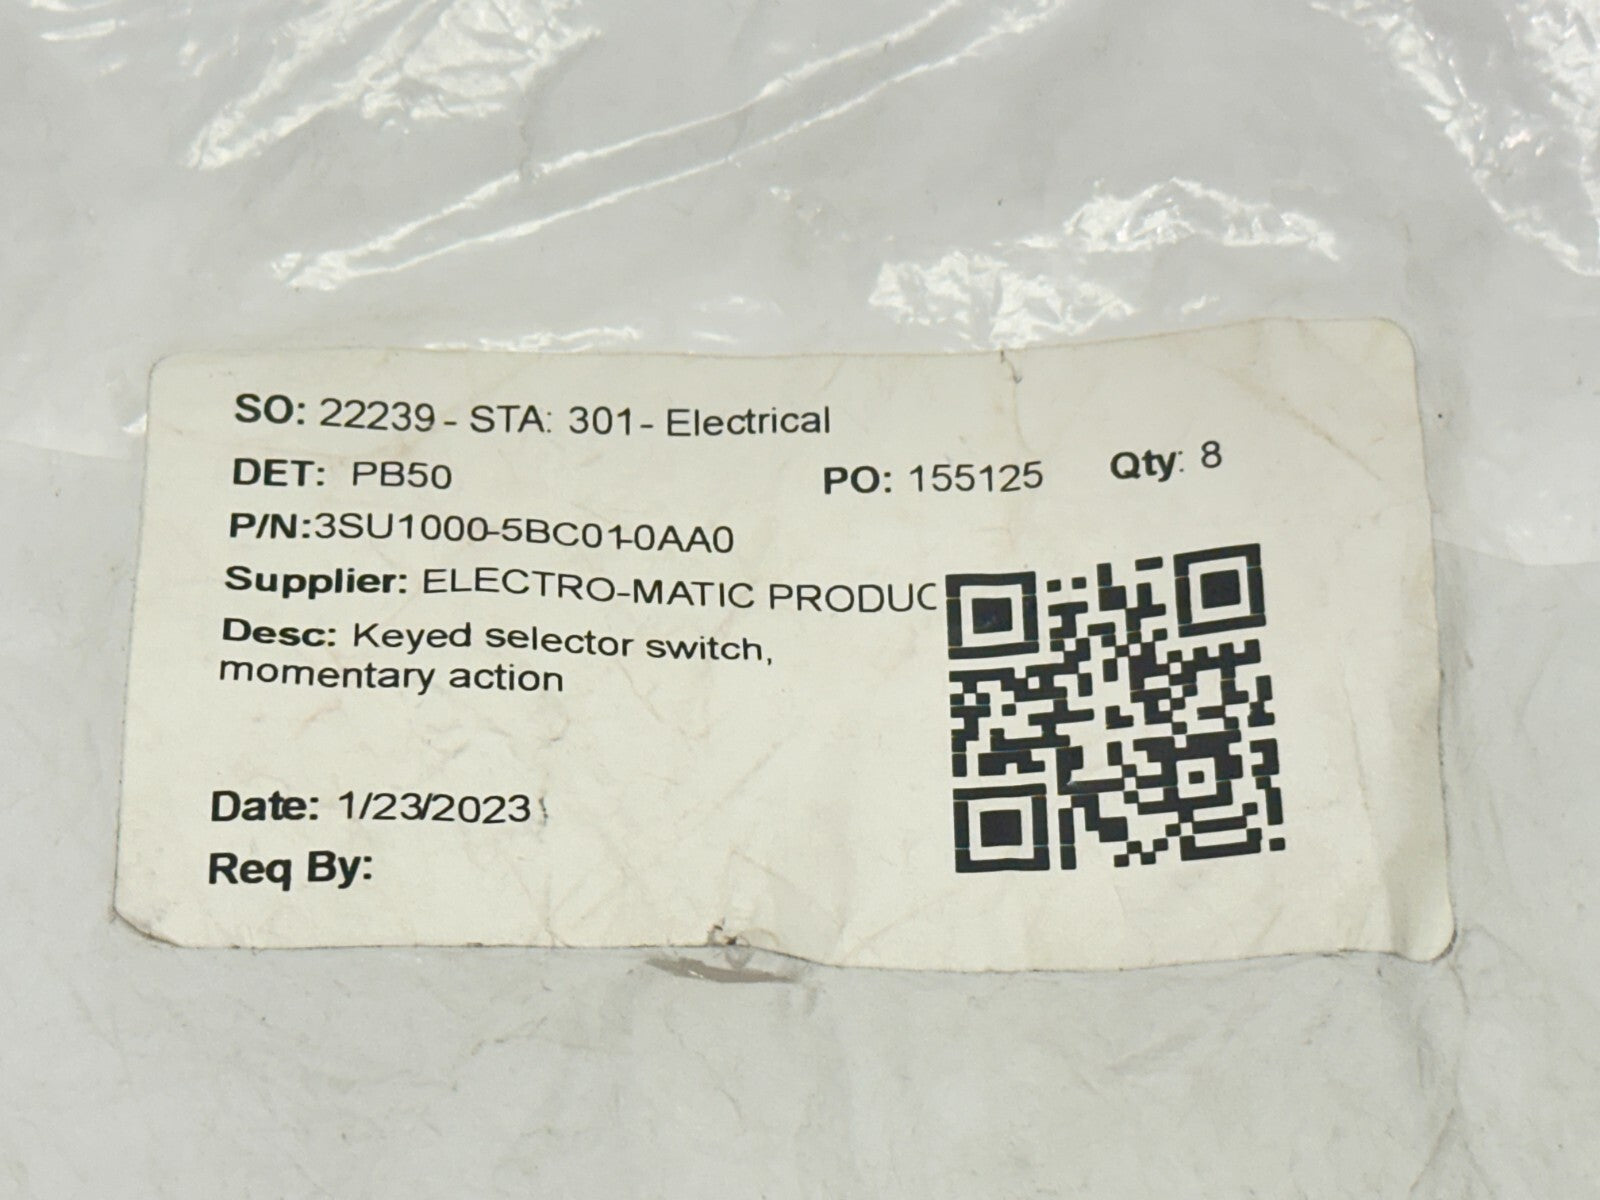 SO: 22239 - STA: 301 - Electrical
DET: PB50 PO: 155125 Qty: 8
P/N:3SU1000-5BC01-0AA0
Supplier: ELECTRO-MATIC PRODUC
Desc: Keyed selector switch,
momentary action
Date: 1/23/2023
Req By: